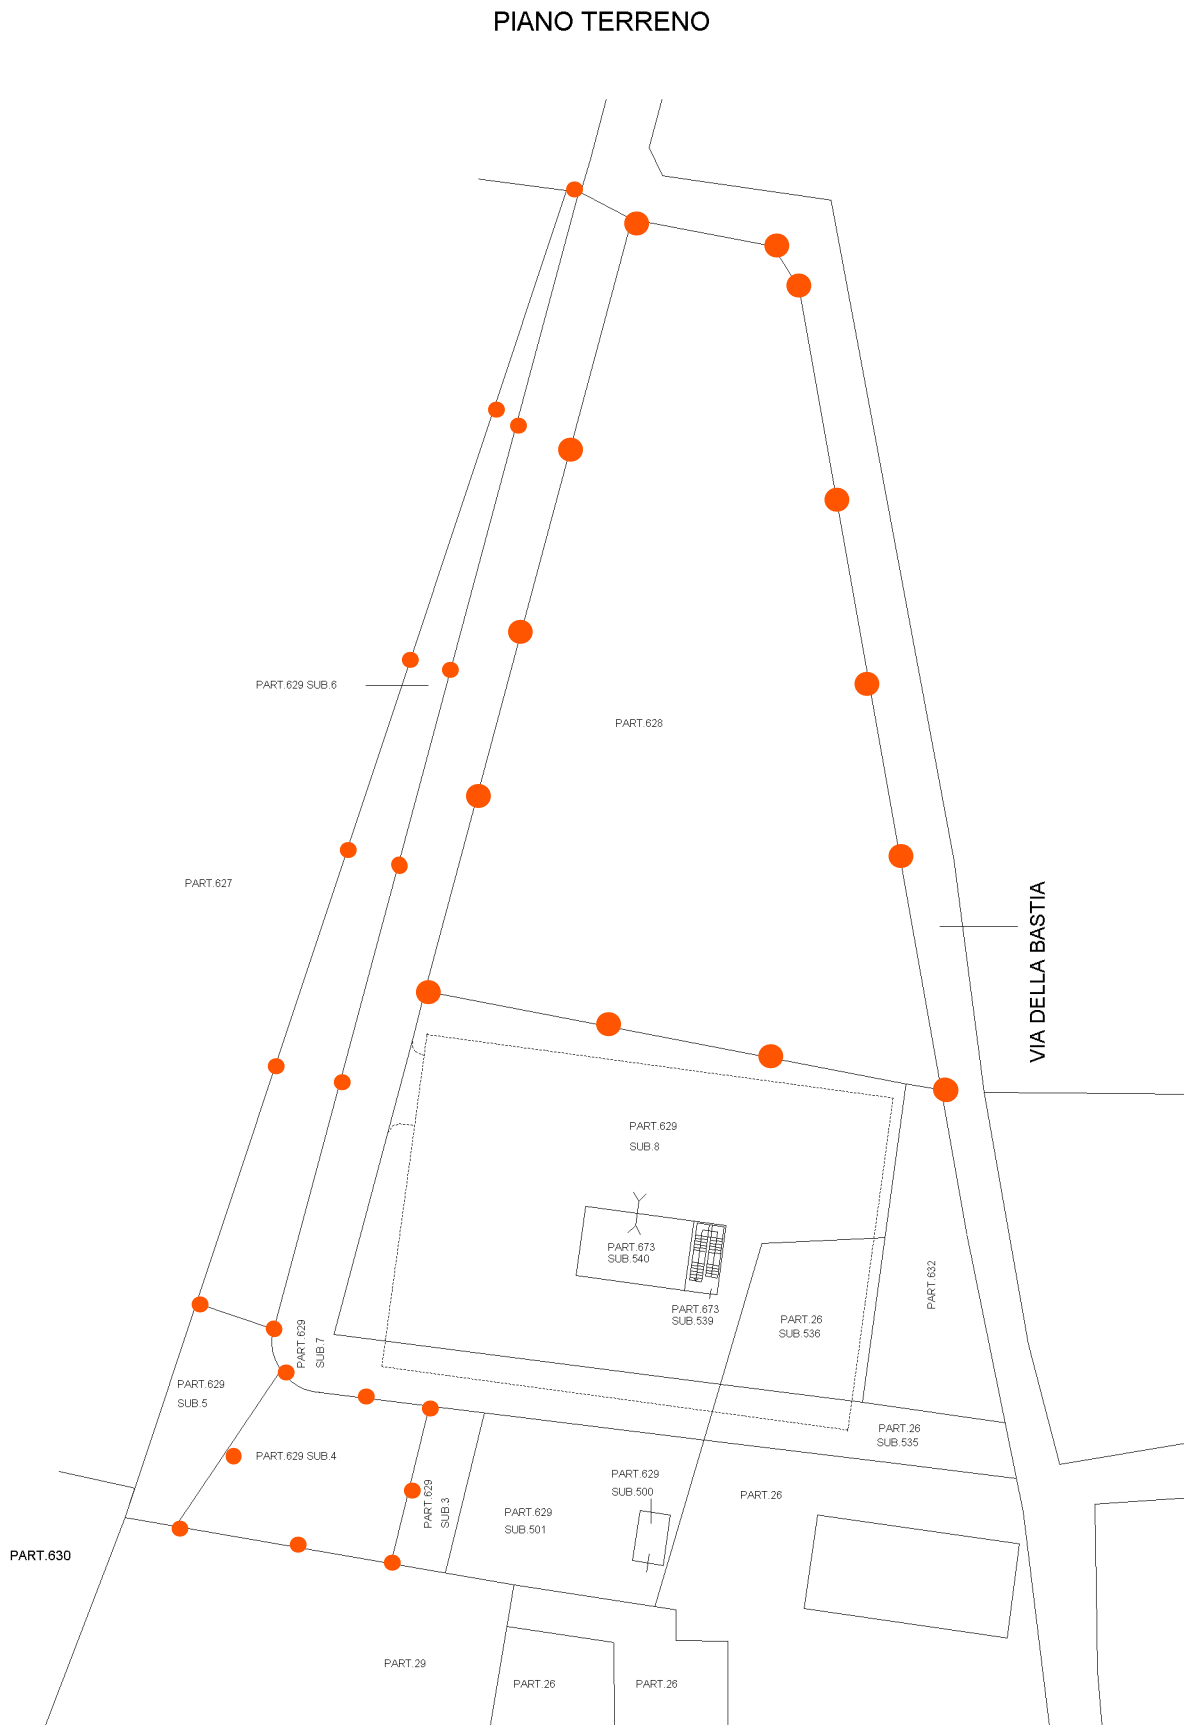 PIANO TERRENO
PART.629 SUB.6
PART.628
PART.627
VIA DELLA BASTIA
PART.629
SUB.8
PART.673
SUB.540
PART.673
SUB.539
PART.26
SUB.536
PART.632
PART.629
SUB.7
PART.629
SUB.5
PART.629 SUB.4
PART.26
SUB.535
PART.629
SUB.3
PART.629
SUB.500
PART.26
PART.629
SUB.501
PART.630
PART.29
PART.26
PART.26